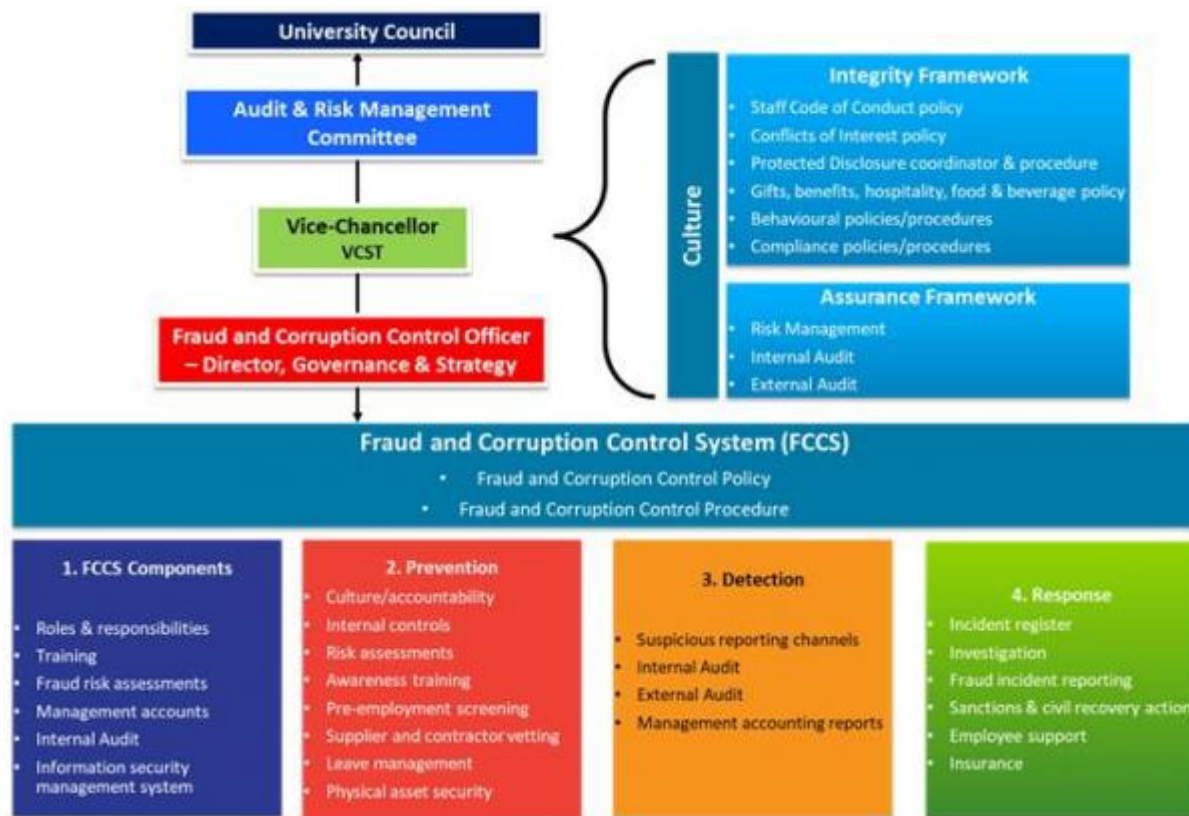 University Council
Audit & Risk Management
Committee
Vice-Chancellor
VCST
Fraud and Corruption Control Officer
– Director, Governance & Strategy
Culture
Integrity Framework
• Staff Code of Conduct policy
• Conflicts of Interest policy
• Protected Disclosure coordinator & procedure
• Gifts, benefits, hospitality, food & beverage policy
• Behavioural policies/procedures
• Compliance policies/procedures
Assurance Framework
• Risk Management
• Internal Audit
• External Audit
Fraud and Corruption Control System (FCCS)
• Fraud and Corruption Control Policy
• Fraud and Corruption Control Procedure
1. FCCS Components
• Roles & responsibilities
• Training
• Fraud risk assessments
• Management accounts
• Internal Audit
• Information security
management system
2. Prevention
• Culture/accountability
• Internal controls
• Risk assessments
• Awareness training
• Pre-employment screening
• Supplier and contractor vetting
• Leave management
• Physical asset security
3. Detection
• Suspicious reporting channels
• Internal Audit
• External Audit
• Management accounting reports
4. Response
• Incident register
• Investigation
• Fraud incident reporting
• Sanctions & civil recovery action
• Employee support
• Insurance